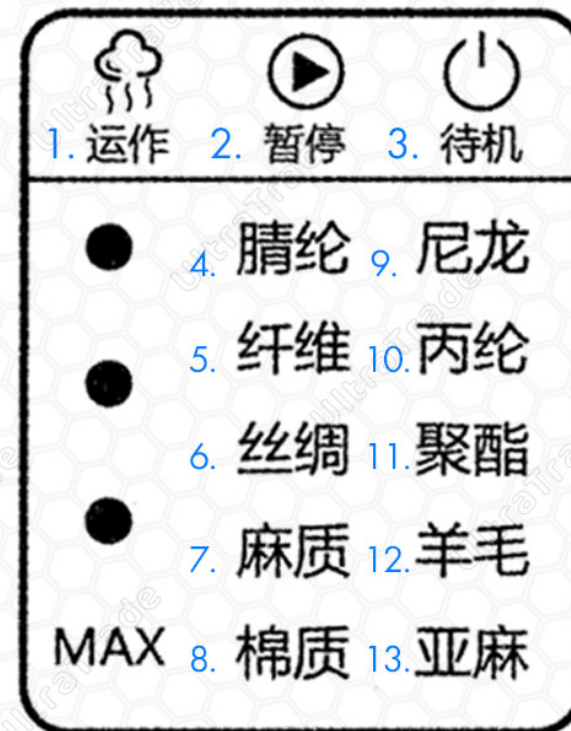 1. 运作 2. 暂停 3. 待机
4. 腈纶 9. 尼龙
5. 纤维 10. 丙纶
6. 丝绸 11. 聚酯
7. 麻质 12. 羊毛
MAX 8. 棉质 13. 亚麻
UltraTrade